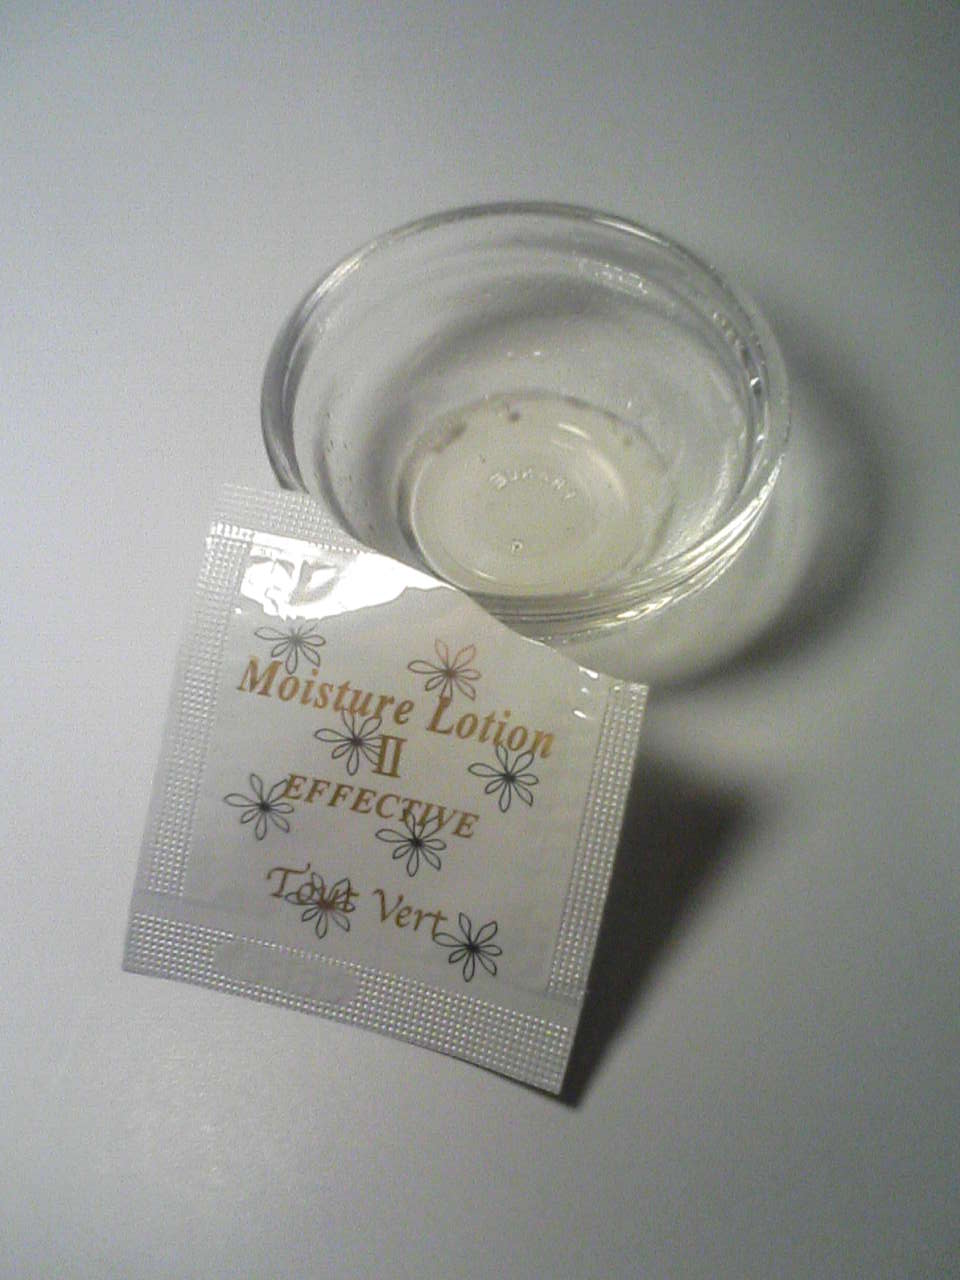 Moisture Lotion
II
EFFECTIVE
Tout Vert